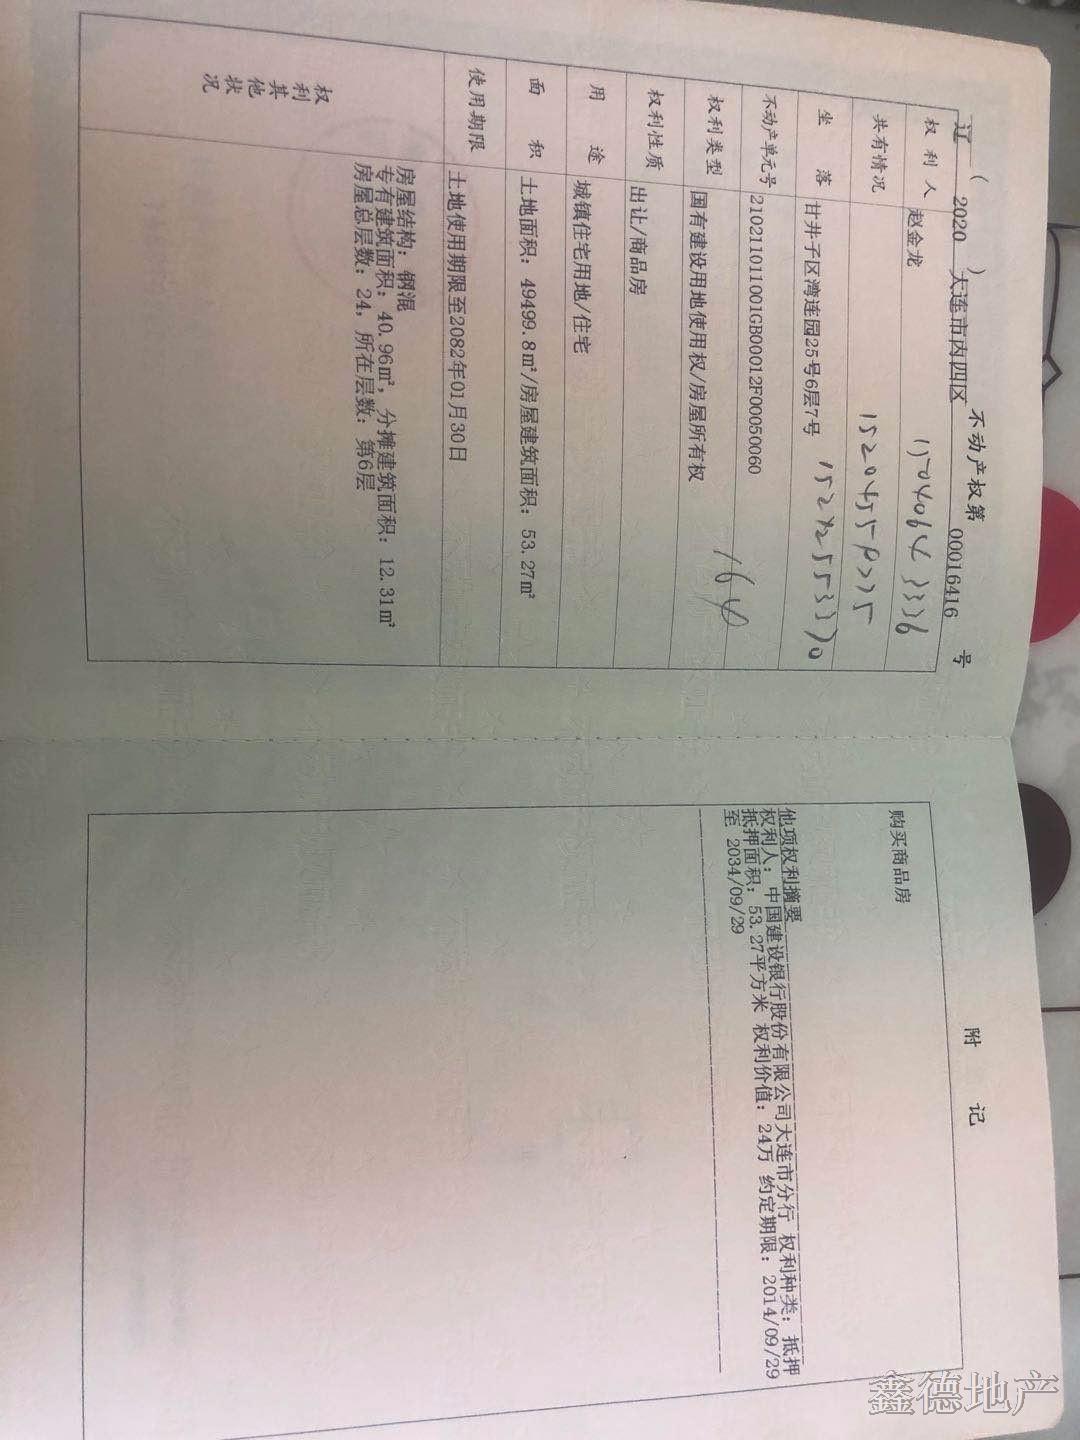 辽（2020）大连市内四区不动产权第00016416号
权利人 赵金龙
共有情况
坐落 甘井子区湾连园25号6层7号
不动产单元号 210211011001GB00012F00050060
权利类型 国有建设用地使用权/房屋所有权
164
权利性质 出让/商品房
用途 城镇住宅用地/住宅
面积 土地面积：49499.8㎡/房屋建筑面积：53.27㎡
使用期限 土地使用期限至2082年01月30日
权利其他状况
房屋结构：钢混
专有建筑面积：40.96㎡，分摊建筑面积：12.31㎡
房屋总层数：24，所在层数：第6层
附记
购买商品房
他项权利摘要
权利人：中国建设银行股份有限公司大连市分行 权利种类：抵押
抵押面积：53.27平方米 权利价值：24万 约定期限：2014/09/29
至 2034/09/29
鑫德地产